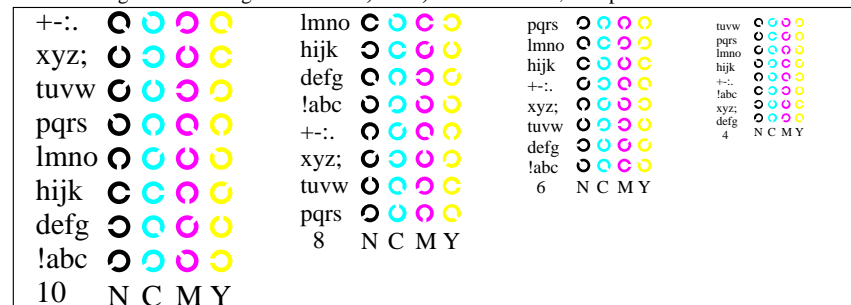 +-:.
xyz;
tuvw
pqrs
lmno
hijk
defg
!abc
10 N C M Y
lmno
hijk
defg
!abc
+-:.
xyz;
tuvw
pqrs
8 N C M Y
pqrs
lmno
hijk
+-:.
xyz;
tuvw
defg
!abc
6 N C M Y
tuvw
pqrs
lmno
hijk
+-:.
!abc
xyz;
defg
4 N C M Y